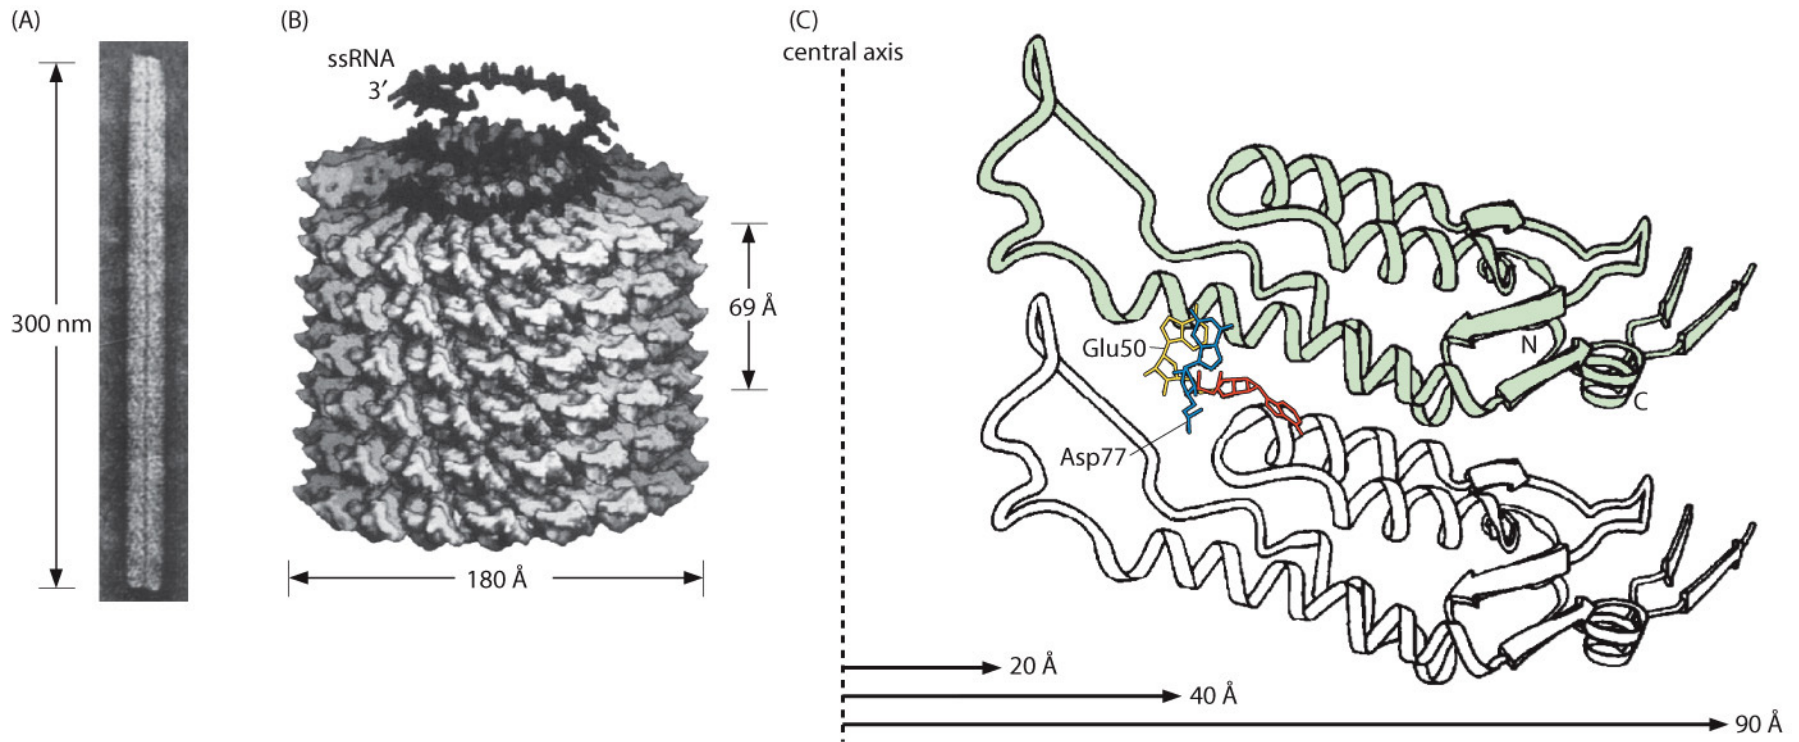 (A)
300 nm
(B)
ssRNA
3′
69 Å
180 Å
(C)
central axis
Glu50
Asp77
N
C
20 Å
40 Å
90 Å